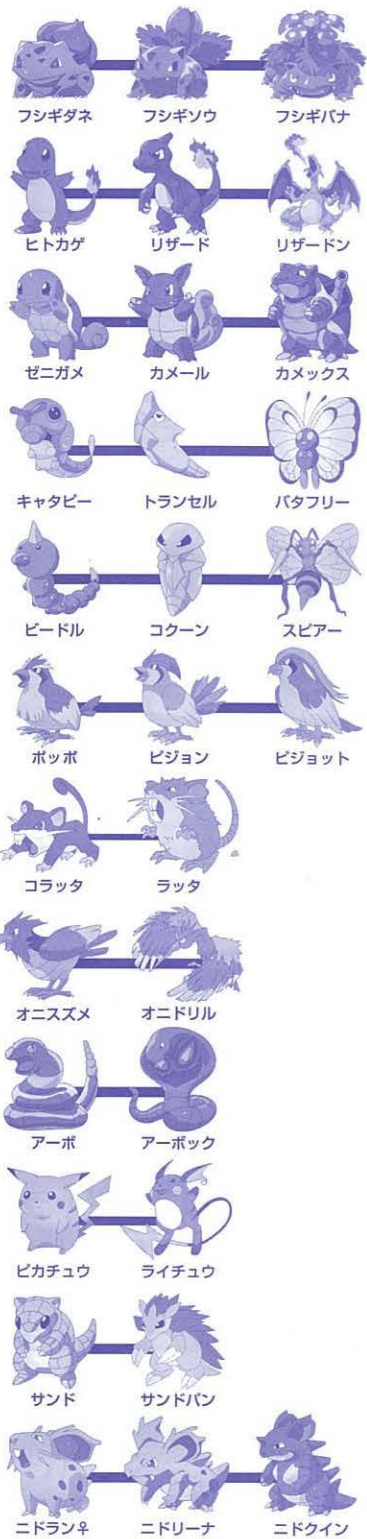 フシギダネ フシギソウ フシギバナ
ヒトカゲ リザード リザードン
ゼニガメ カメール カメックス
キャタピー トランセル バタフリー
ビードル コクーン スピアー
ポッポ ピジョン ピジョット
コラッタ ラッタ
オニスズメ オニドリル
アーボ アーボック
ピカチュウ ライチュウ
サンド サンドパン
ニドラン♀ ニドリーナ ニドクイン